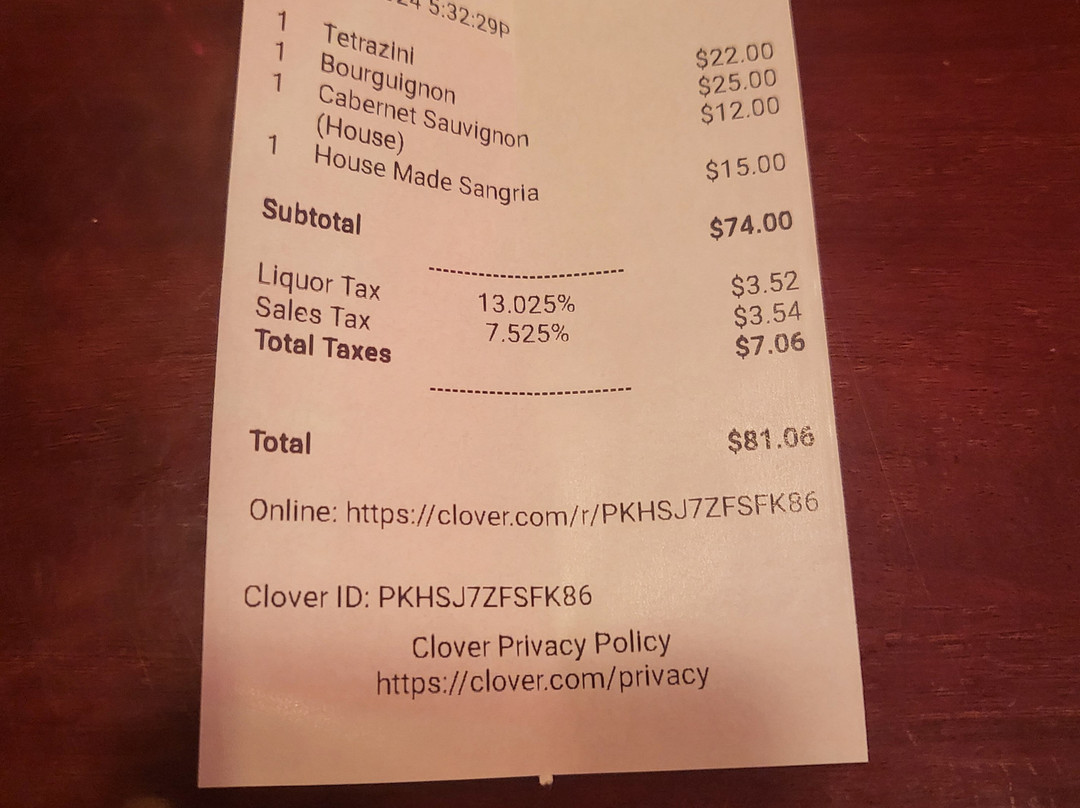 24 5:32:29p
1 Tetrazini $22.00
1 Bourguignon $25.00
1 Cabernet Sauvignon $12.00
(House)
1 House Made Sangria $15.00
Subtotal $74.00
Liquor Tax 13.025% $3.52
Sales Tax 7.525% $3.54
Total Taxes $7.06
Total $81.06
Online: https://clover.com/r/PKHSJ7ZFSFK86
Clover ID: PKHSJ7ZFSFK86
Clover Privacy Policy
https://clover.com/privacy